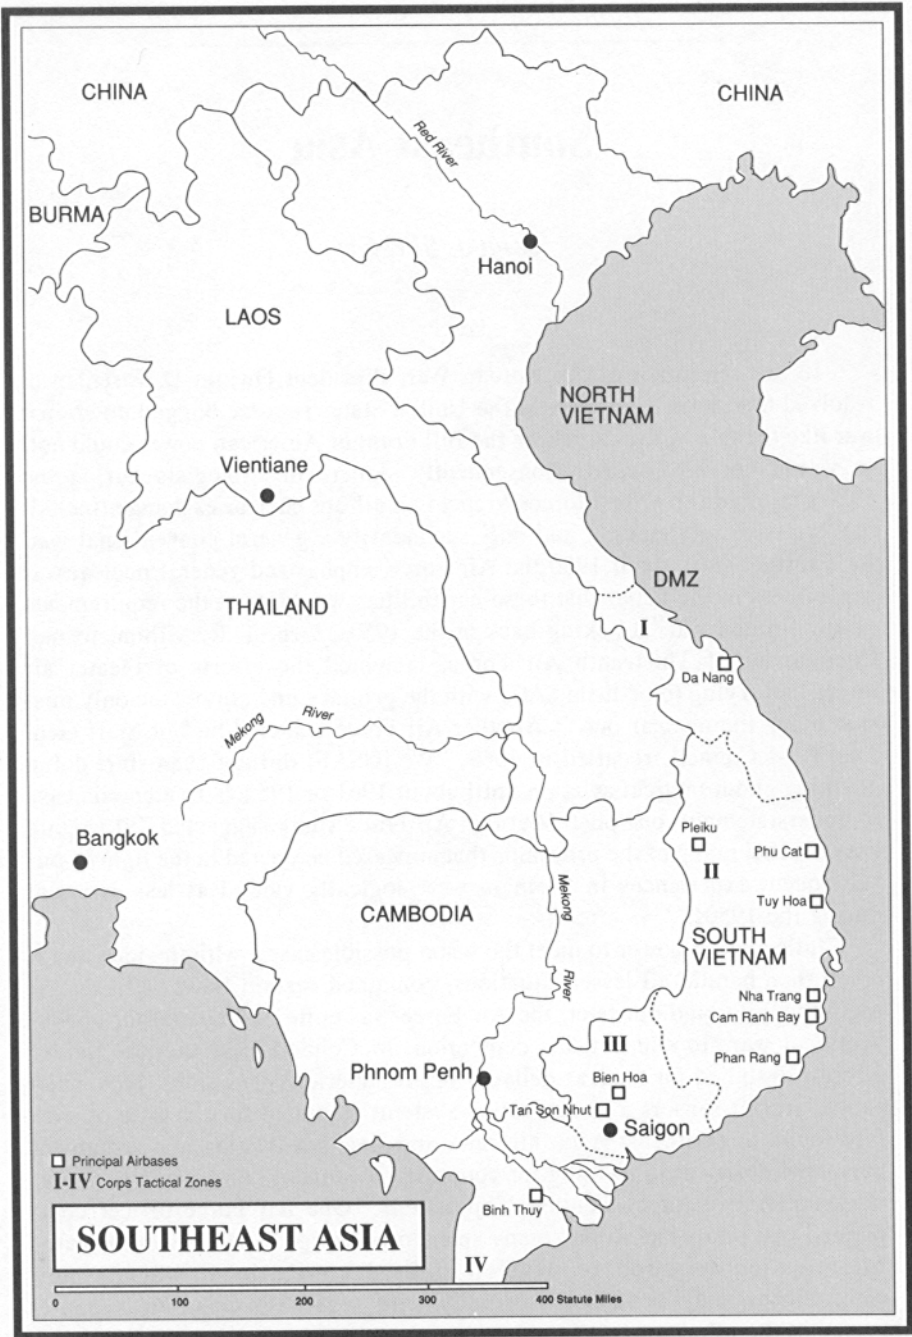 CHINA
CHINA
Red River
BURMA
Hanoi
LAOS
NORTH
VIETNAM
Vientiane
DMZ
THAILAND
I
Da Nang
Mekong
River
Bangkok
Pleiku
Phu Cat
II
Tuy Hoa
CAMBODIA
Mekong
River
SOUTH
VIETNAM
Nha Trang
Cam Ranh Bay
III
Phan Rang
Phnom Penh
Bien Hoa
Tan Son Nhut
Saigon
Principal Airbases
I-IV Corps Tactical Zones
Binh Thuy
SOUTHEAST ASIA
IV
0 100 200 300 400 Statute Miles